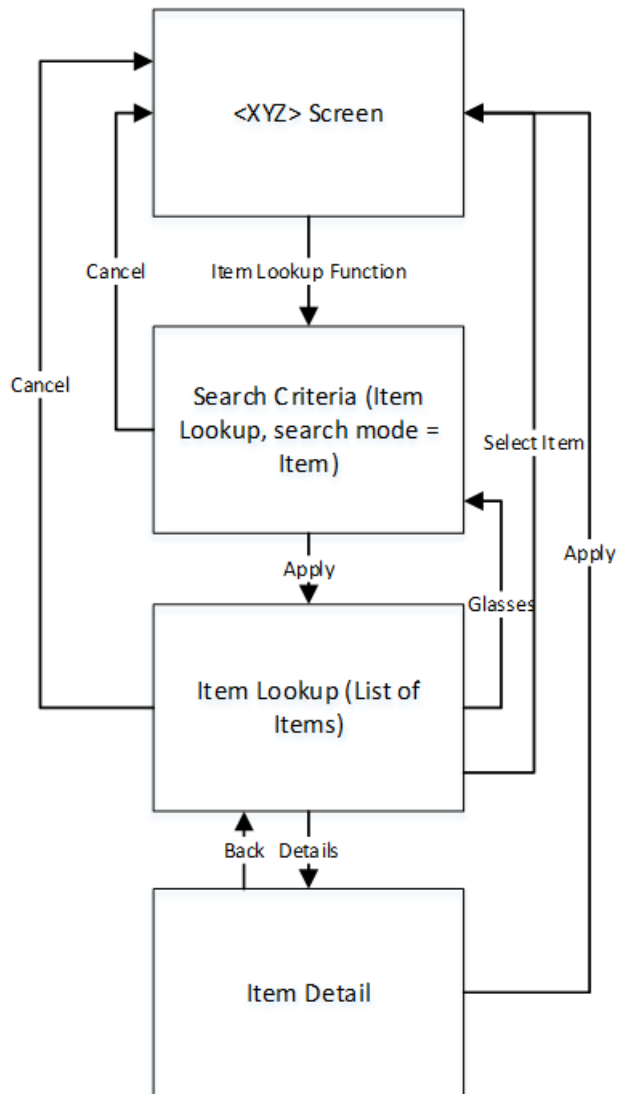 <XYZ> Screen
Cancel
Item Lookup Function
Cancel
Search Criteria (Item
Lookup, search mode =
Item)
Select Item
Apply
Apply
Glasses
Item Lookup (List of
Items)
Back
Details
Item Detail